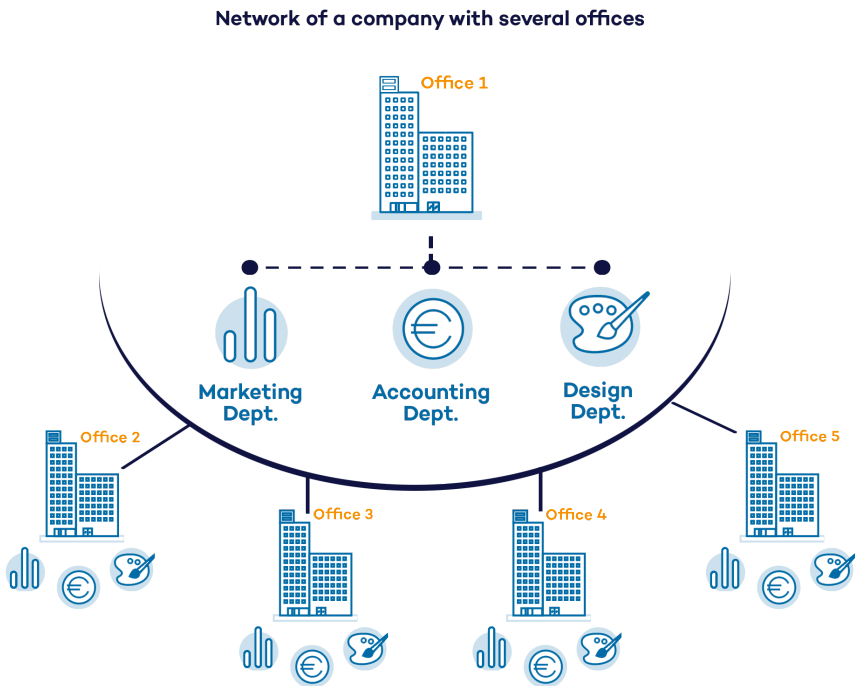 Network of a company with several offices
Office 1
Marketing
Dept.
Accounting
Dept.
Design
Dept.
Office 2
Office 3
Office 4
Office 5